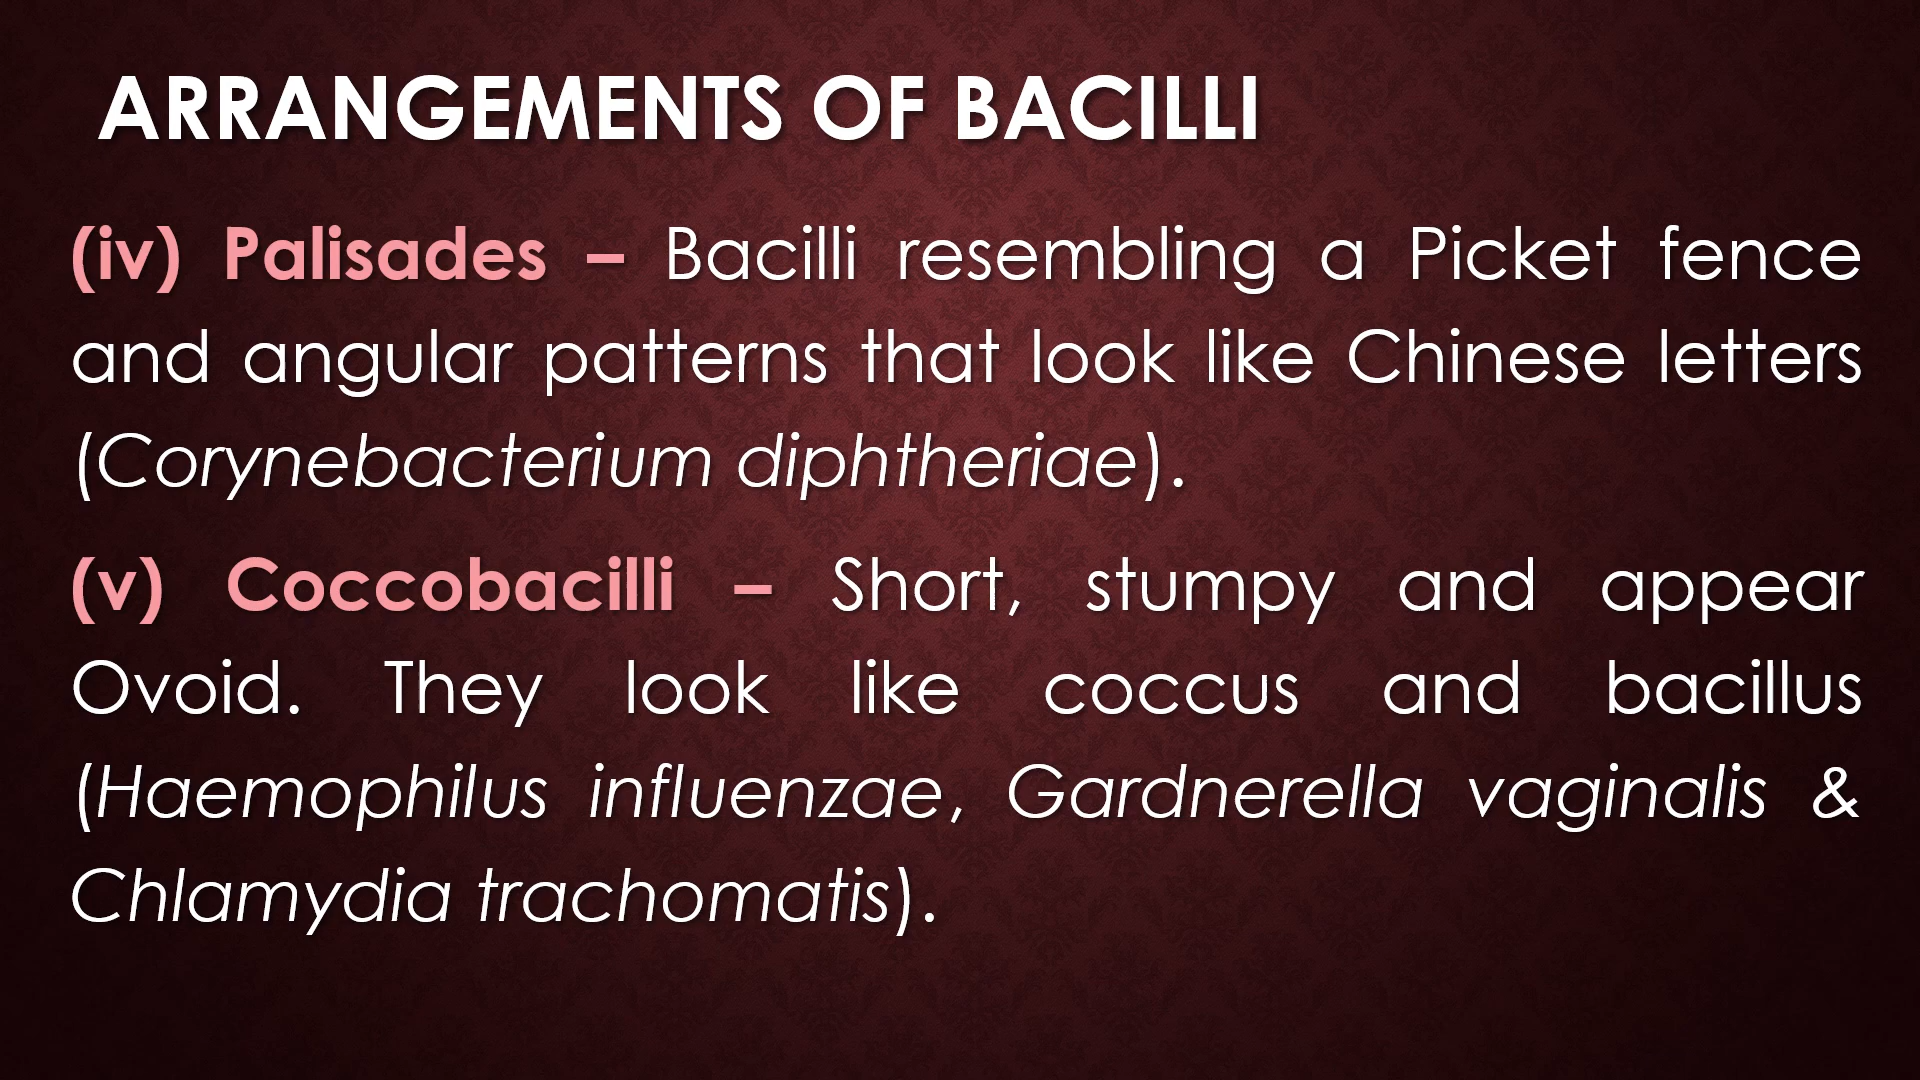 ARRANGEMENTS OF BACILLI
(iv) Palisades – Bacilli resembling a Picket fence
and angular patterns that look like Chinese letters
(Corynebacterium diphtheriae).
(v) Coccobacilli – Short, stumpy and appear
Ovoid. They look like coccus and bacillus
(Haemophilus influenzae, Gardnerella vaginalis &
Chlamydia trachomatis).